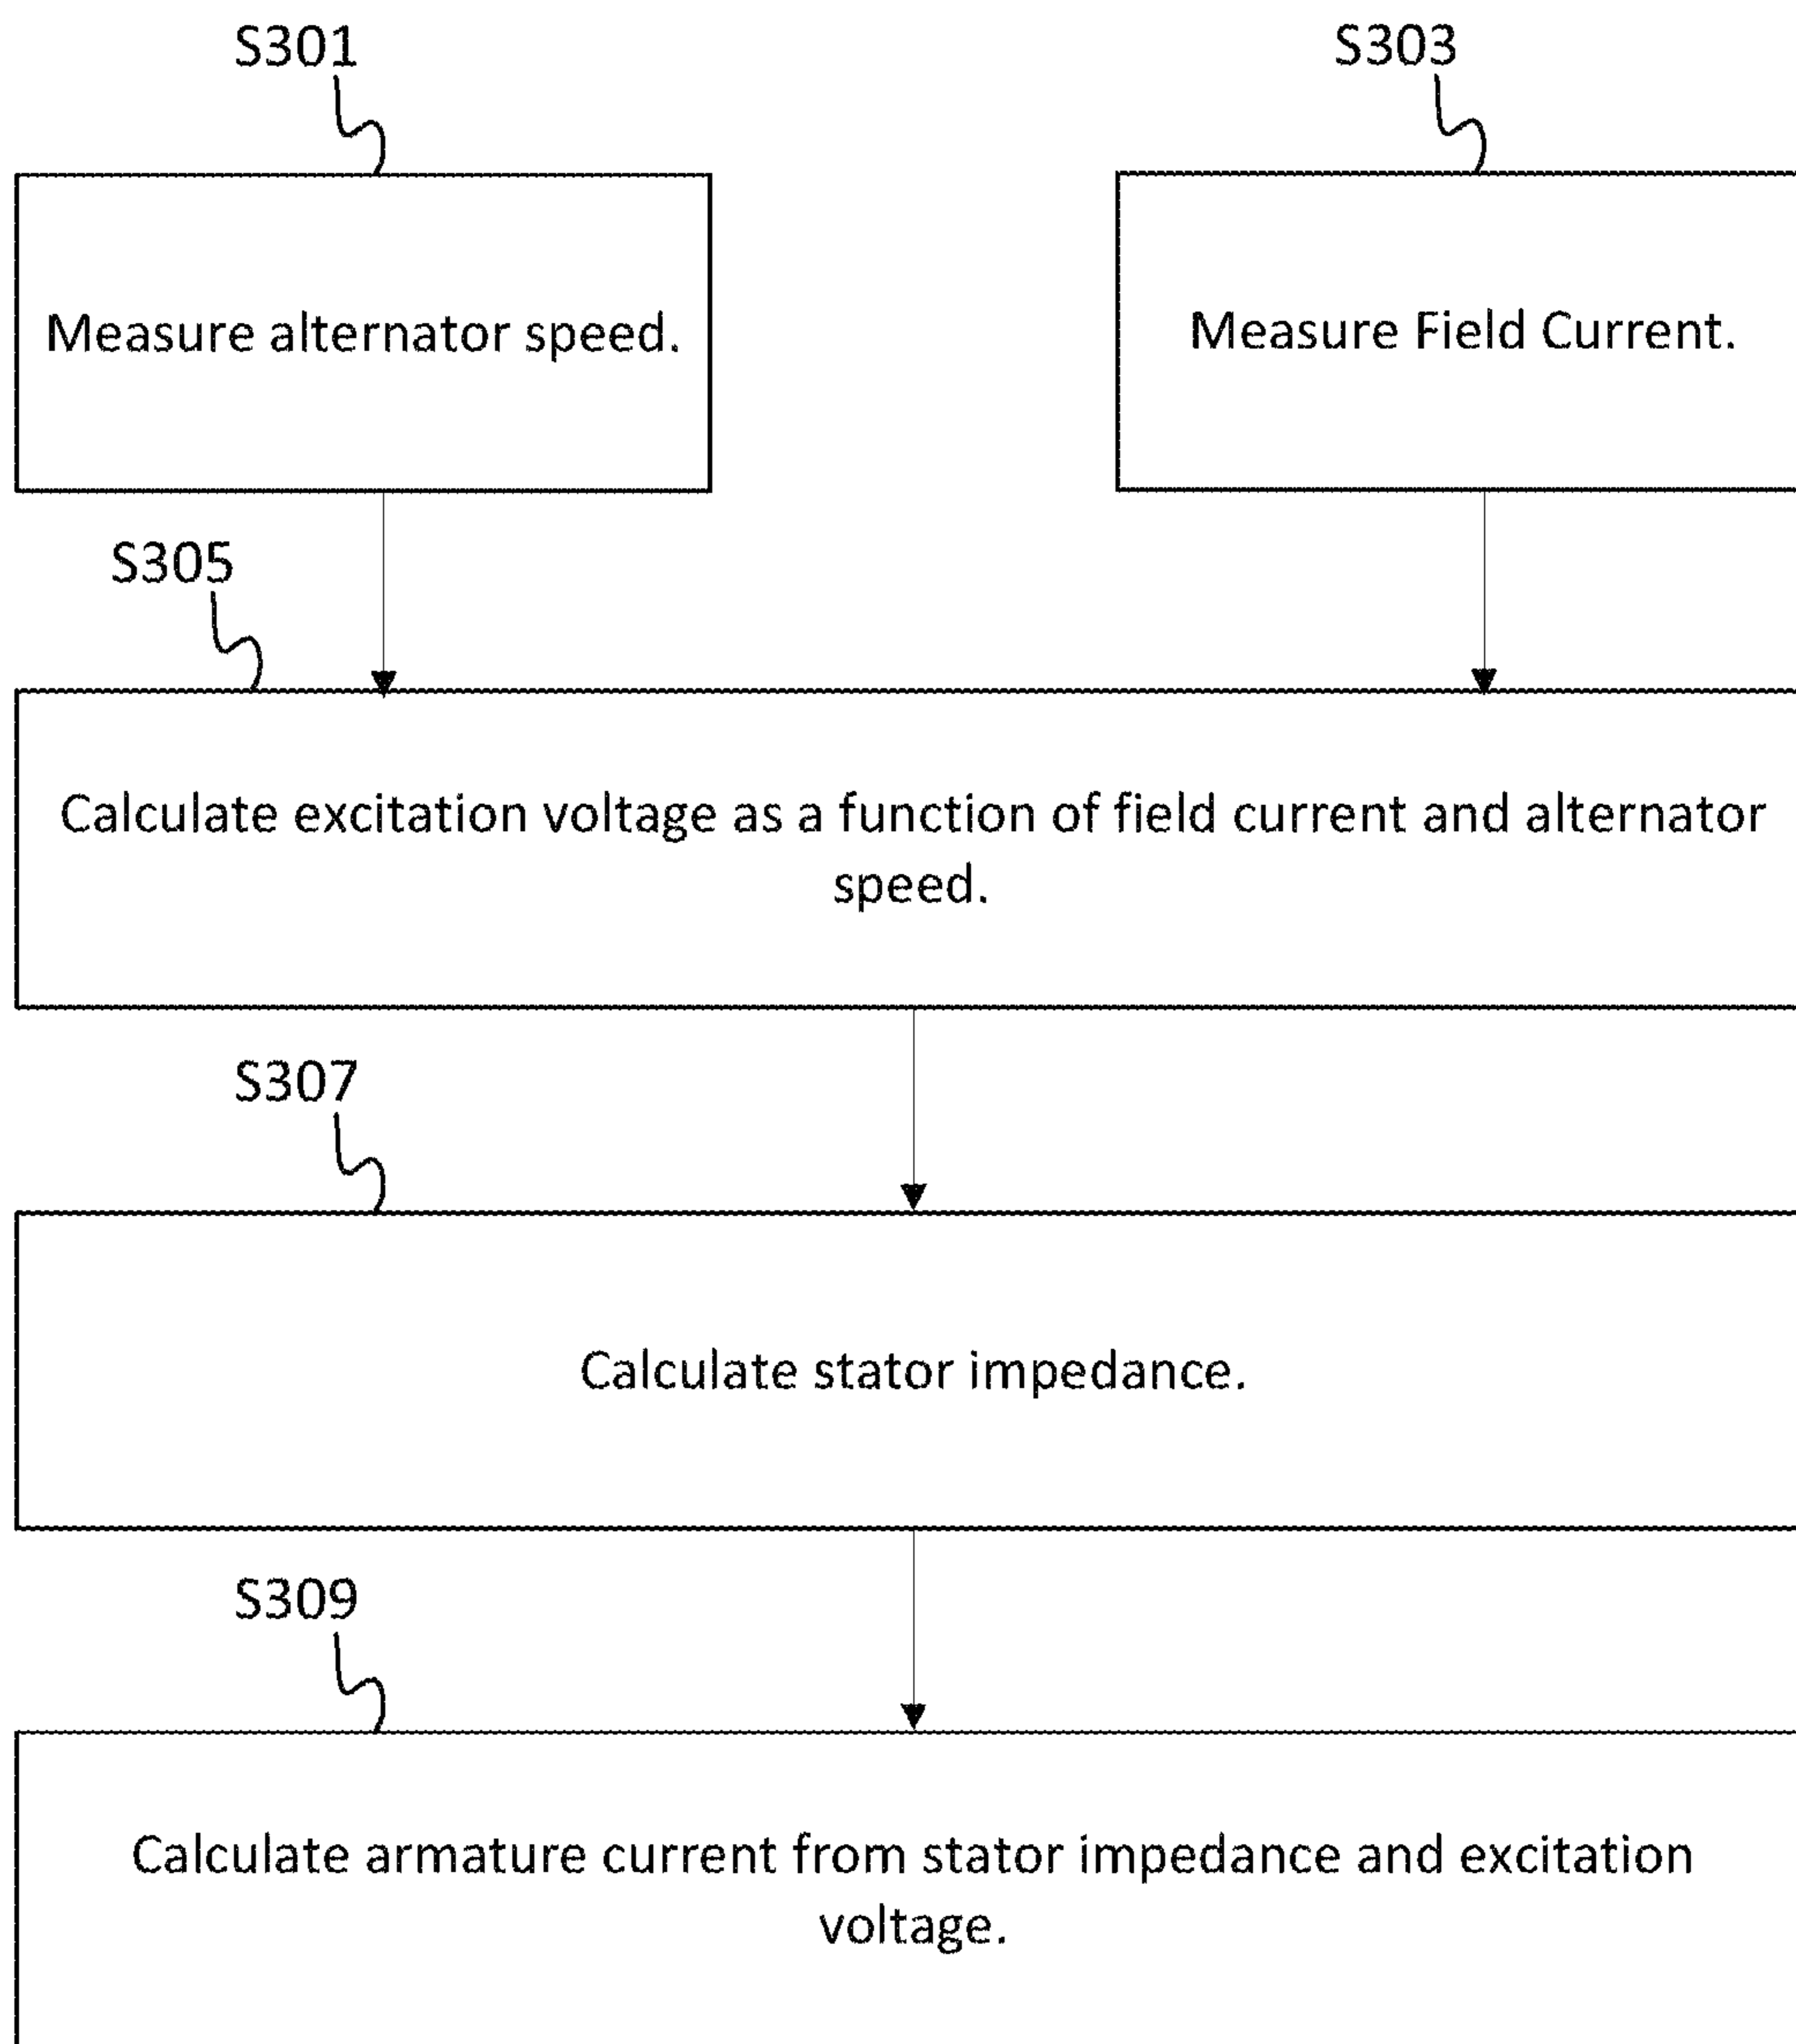 S301
S303
Measure alternator speed.
Measure Field Current.
S305
Calculate excitation voltage as a function of field current and alternator
speed.
S307
Calculate stator impedance.
S309
Calculate armature current from stator impedance and excitation
voltage.